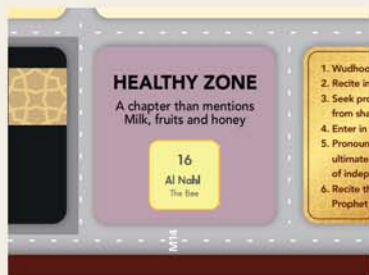 HEALTHY ZONE
A chapter than mentions
Milk, fruits and honey
16
Al Nahl
The Bee
M14
1. Wudhoo
2. Recite in
3. Seek pro
from sha
4. Enter in
5. Pronoun
ultimate
of indep
6. Recite th
Prophet